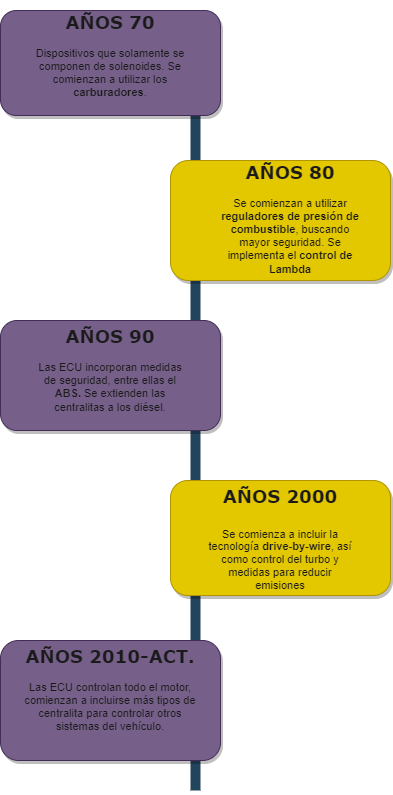 AÑOS 70
Dispositivos que solamente se
componen de solenoides. Se
comienzan a utilizar los
carburadores.
AÑOS 80
Se comienzan a utilizar
reguladores de presión de
combustible, buscando
mayor seguridad. Se
implementa el control de
Lambda
AÑOS 90
Las ECU incorporan medidas
de seguridad, entre ellas el
ABS. Se extienden las
centralitas a los diésel.
AÑOS 2000
Se comienza a incluir la
tecnología drive-by-wire, así
como control del turbo y
medidas para reducir
emisiones
AÑOS 2010-ACT.
Las ECU controlan todo el motor,
comienzan a incluirse más tipos de
centralita para controlar otros
sistemas del vehículo.